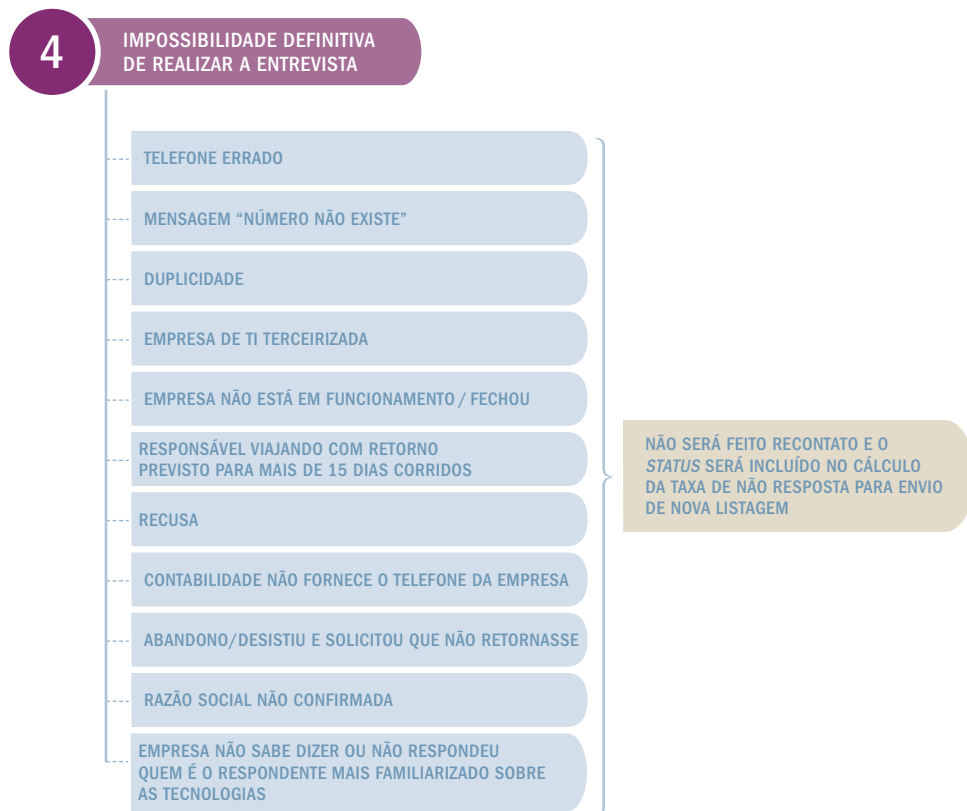 4
IMPOSSIBILIDADE DEFINITIVA
DE REALIZAR A ENTREVISTA
TELEFONE ERRADO
MENSAGEM “NÚMERO NÃO EXISTE”
DUPLICIDADE
EMPRESA DE TI TERCEIRIZADA
EMPRESA NÃO ESTÁ EM FUNCIONAMENTO / FECHOU
RESPONSÁVEL VIAJANDO COM RETORNO
PREVISTO PARA MAIS DE 15 DIAS CORRIDOS
RECUSA
CONTABILIDADE NÃO FORNECE O TELEFONE DA EMPRESA
ABANDONO/DESISTIU E SOLICITOU QUE NÃO RETORNASSE
RAZÃO SOCIAL NÃO CONFIRMADA
EMPRESA NÃO SABE DIZER OU NÃO RESPONDEU
QUEM É O RESPONDENTE MAIS FAMILIARIZADO SOBRE
AS TECNOLOGIAS
NÃO SERÁ FEITO RECONTATO E O
STATUS SERÁ INCLUÍDO NO CÁLCULO
DA TAXA DE NÃO RESPOSTA PARA ENVIO
DE NOVA LISTAGEM